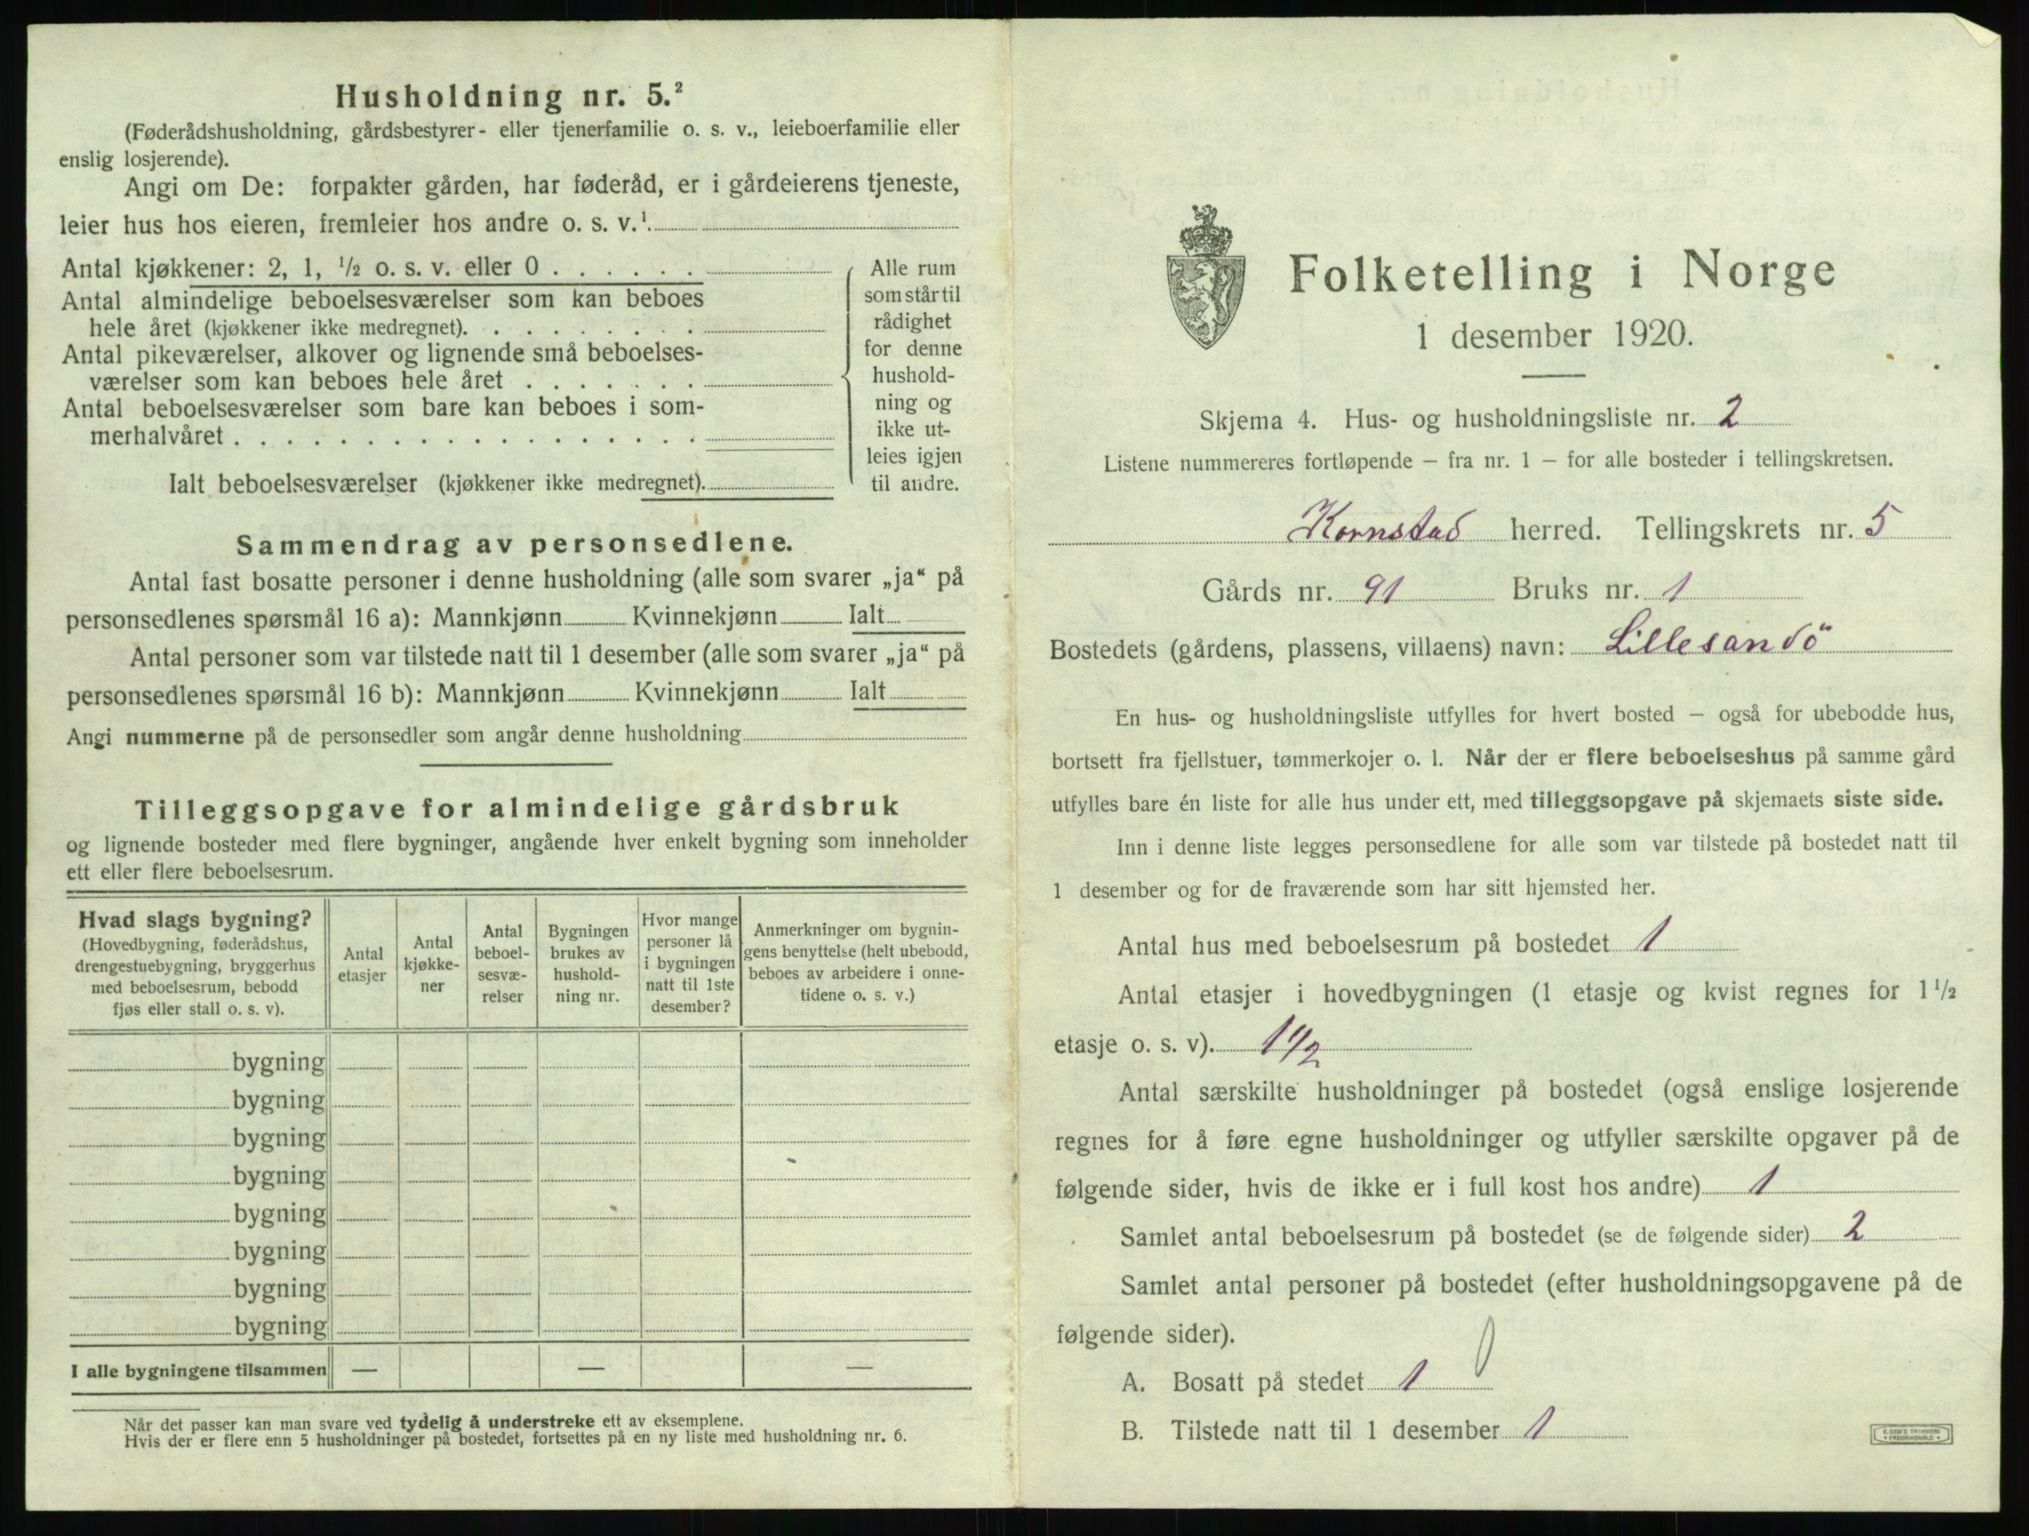 Husholdning nr. 5.²
(Føderådshusholdning, gårdsbestyrer- eller tjenerfamilie o. s. v., leieboerfamilie eller
enslig losjerende).
Angi om De: forpakter gården, har føderåd, er i gårdeierens tjeneste,
leier hus hos eieren, fremleier hos andre o. s. v.¹
Antal kjøkkener: 2, 1, ½ o. s. v. eller 0
Antal almindelige beboelsesværelser som kan beboes
hele året (kjøkkener ikke medregnet).
Antal pikeværelser, alkover og lignende små beboelses-
værelser som kan beboes hele året
Antal beboelsesværelser som bare kan beboes i som-
merhalvåret
Ialt beboelsesværelser (kjøkkener ikke medregnet).
Alle rum
som står til
rådighet
for denne
hushold-
ning og
ikke ut-
leies igjen
til andre.
Sammendrag av personsedlene.
Antal fast bosatte personer i denne husholdning (alle som svarer „ja“ på
personsedlenes spørsmål 16 a): Mannkjønn Kvinnekjønn Ialt
Antal personer som var tilstede natt til 1 desember (alle som svarer „ja“ på
personsedlenes spørsmål 16 b): Mannkjønn Kvinnekjønn Ialt
Angi nummerne på de personsedler som angår denne husholdning
Tilleggsopgave for almindelige gårdsbruk
og lignende bosteder med flere bygninger, angående hver enkelt bygning som inneholder
ett eller flere beboelsesrum.
Hvad slags bygning?
(Hovedbygning, føderådshus,
drengestuebygning, bryggerhus
med beboelsesrum, bebodd
fjøs eller stall o. s. v).
Antal
etasjer
Antal
kjøkke-
ner
Antal
beboel-
sesvæ-
relser
Bygningen
brukes av
hushold-
ning nr.
Hvor mange
personer lå
i bygningen
natt til 1ste
desember?
Anmerkninger om bygnin-
gens benyttelse (helt ubebodd,
beboes av arbeidere i onne-
tidene o. s. v.)
bygning
bygning
bygning
bygning
bygning
bygning
bygning
bygning
I alle bygningene tilsammen — — —
Når det passer kan man svare ved tydelig å understreke ett av eksemplene.
Hvis der er flere enn 5 husholdninger på bostedet, fortsettes på en ny liste med husholdning nr. 6.
Folketelling i Norge
1 desember 1920.
Skjema 4. Hus- og husholdningsliste nr. 2
Listene nummereres fortløpende — fra nr. 1 — for alle bosteder i tellingskretsen.
Kornstad herred. Tellingskrets nr. 5
Gårds nr. 91 Bruks nr. 1
Bostedets (gårdens, plassens, villaens) navn: Lillesandö
En hus- og husholdningsliste utfylles for hvert bosted — også for ubebodde hus,
bortsett fra fjellstuer, tømmerkojer o. l. Når der er flere beboelseshus på samme gård
utfylles bare én liste for alle hus under ett, med tilleggsopgave på skjemaets siste side.
Inn i denne liste legges personsedlene for alle som var tilstede på bostedet natt til
1 desember og for de fraværende som har sitt hjemsted her.
Antal hus med beboelsesrum på bostedet 1
Antal etasjer i hovedbygningen (1 etasje og kvist regnes for 1½
etasje o. s. v). 1 1/2
Antal særskilte husholdninger på bostedet (også enslige losjerende
regnes for å føre egne husholdninger og utfyller særskilte opgaver på de
følgende sider, hvis de ikke er i full kost hos andre) 1
Samlet antal beboelsesrum på bostedet (se de følgende sider) 2
Samlet antal personer på bostedet (efter husholdningsopgavene på de
følgende sider).
A. Bosatt på stedet 1 0
B. Tilstede natt til 1 desember 1